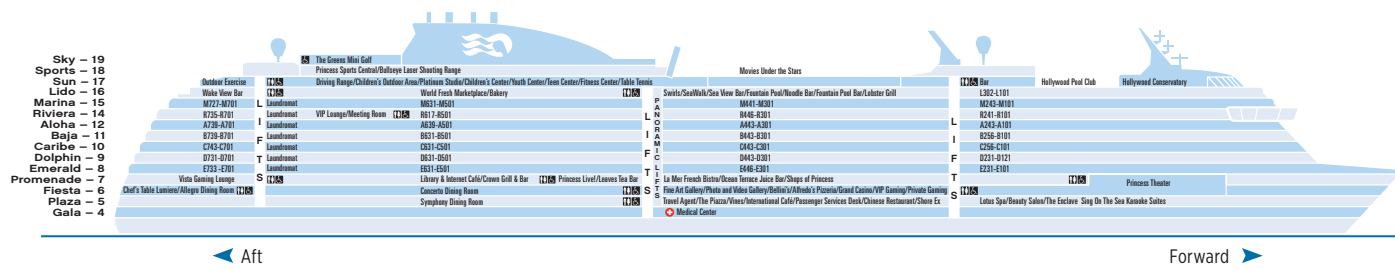 Sky – 19 The Greens Mini Golf
Sports – 18 Princess Sports Central/Bullseye Laser Shooting Range Movies Under the Stars
Sun – 17 Outdoor Exercise Driving Range/Children's Outdoor Area/Platinum Studio/Children's Center/Youth Center/Teen Center/Fitness Center/Table Tennis Bar Hollywood Pool Club Hollywood Conservatory
Lido – 16 Wake View Bar World Fresh Marketplace/Bakery Swirls/SeaWalk/Sea View Bar/Fountain Pool/Noodle Bar/Fountain Pool Bar/Lobster Grill L302-L101
Marina – 15 M727-M701 Laundromat M631-M501 M441-M301 M243-M101
Riviera – 14 R735-R701 Laundromat VIP Lounge/Meeting Room R617-R501 R446-R301 R241-R101
Aloha – 12 A739-A701 Laundromat A639-A501 A443-A301 A243-A101
Baja – 11 B739-B701 Laundromat B631-B501 B443-B301 B256-B101
Caribe – 10 C743-C701 Laundromat C631-C501 C443-C301 C256-C101
Dolphin – 9 D731-D701 Laundromat D631-D501 D443-D301 D231-D121
Emerald – 8 E733 -E701 Laundromat E631-E501 E446-E301 E231-E101
Promenade – 7 Vista Gaming Lounge Library & Internet Café/Crown Grill & Bar Princess Live!/Leaves Tea Bar La Mer French Bistro/Ocean Terrace Juice Bar/Shops of Princess Princess Theater
Fiesta – 6 Chef's Table Lumiere/Allegro Dining Room Concerto Dining Room Fine Art Gallery/Photo and Video Gallery/Bellini's/Alfredo's Pizzeria/Grand Casino/VIP Gaming/Private Gaming
Plaza – 5 Symphony Dining Room Travel Agent/The Piazza/Vines/International Café/Passenger Services Desk/Chinese Restaurant/Shore Ex Lotus Spa/Beauty Salon/The Enclave Sing On The Sea Karaoke Suites
Gala – 4 Medical Center
LIFTS
LIFTS
PANORAMIC LIFTS
LIFTS
Aft Forward